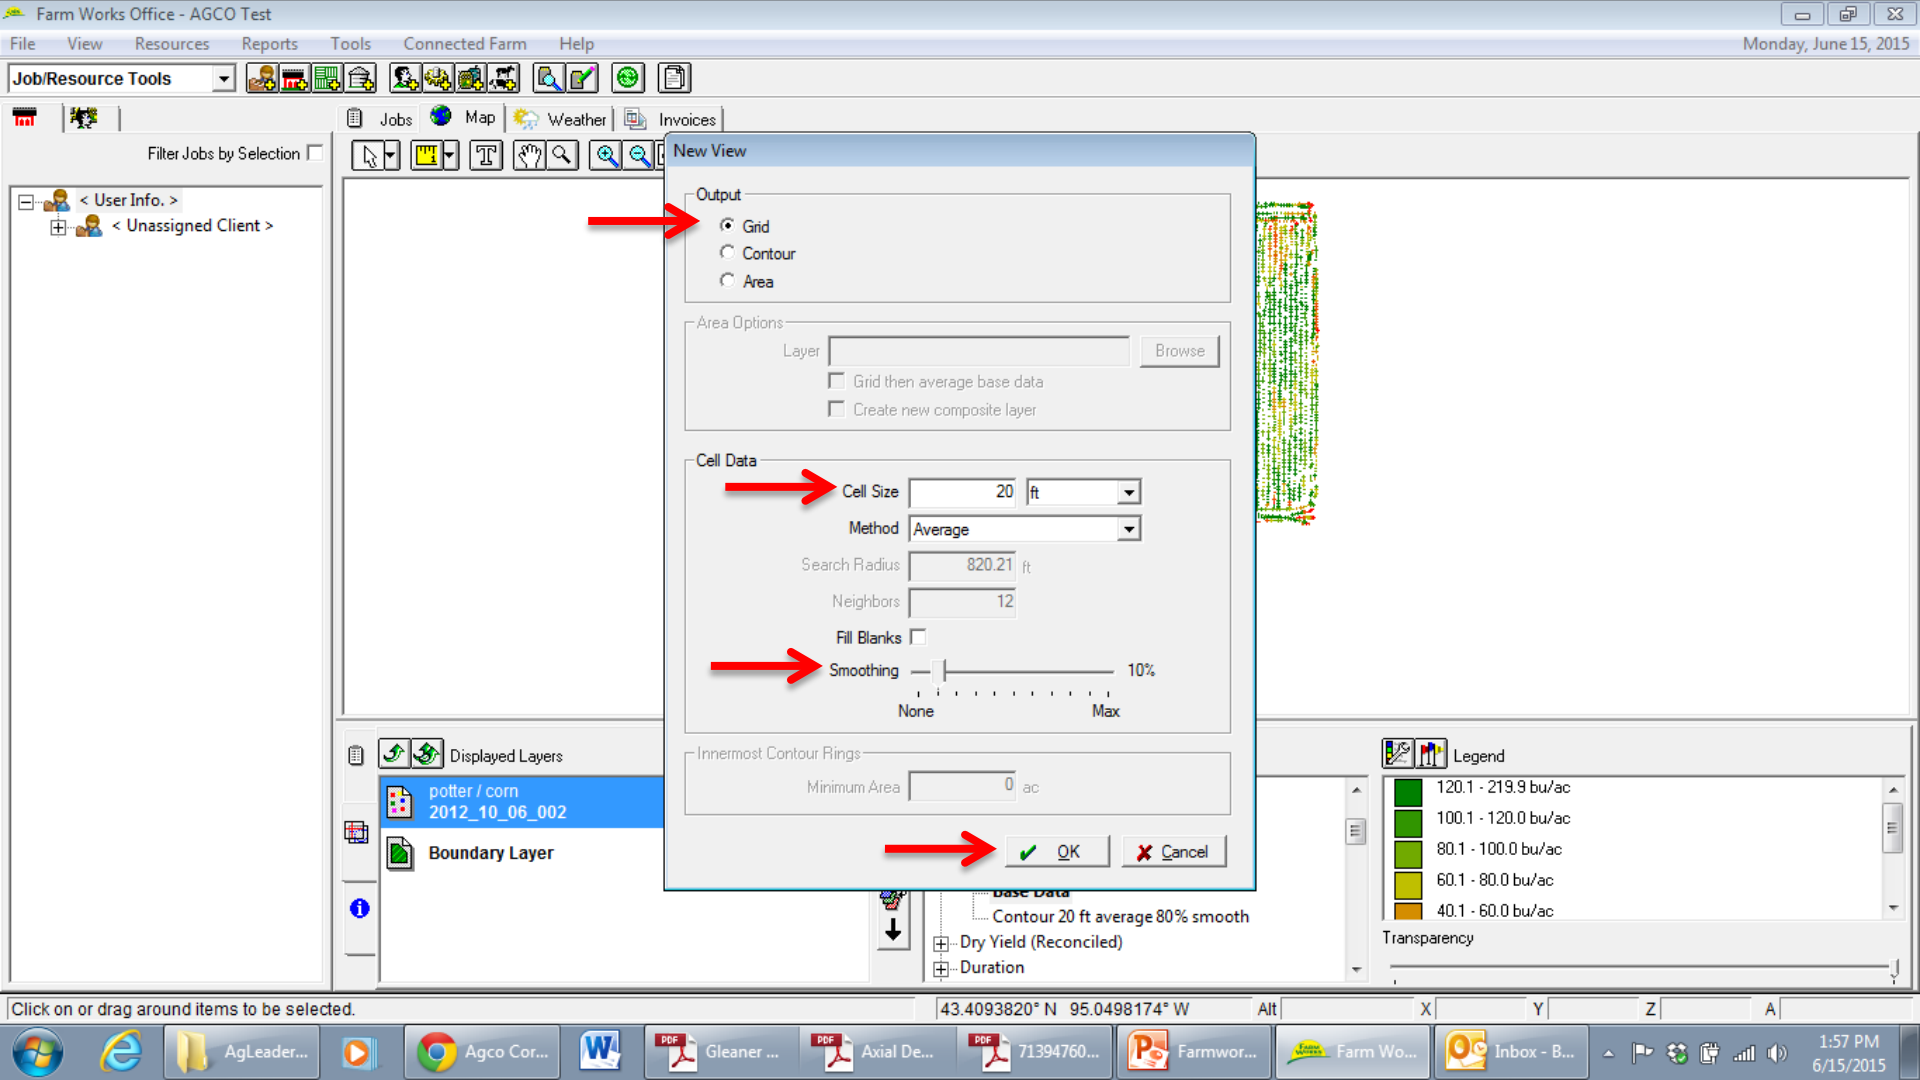 Farm Works Office - AGCO Test
File View Resources Reports Tools Connected Farm Help Monday, June 15, 2015
Job/Resource Tools
Jobs Map Weather Invoices
Filter Jobs by Selection
< User Info. >
< Unassigned Client >
New View
Output
Grid
Contour
Area
Area Options
Layer Browse
Grid then average base data
Create new composite layer
Cell Data
Cell Size 20 ft
Method Average
Search Radius 820.21 ft
Neighbors 12
Fill Blanks
Smoothing 10%
None Max
Innermost Contour Rings
Minimum Area 0 ac
OK Cancel
Displayed Layers
potter / corn
2012_10_06_002
Boundary Layer
Base Data
Contour 20 ft average 80% smooth
Dry Yield (Reconciled)
Duration
Legend
120.1 - 219.9 bu/ac
100.1 - 120.0 bu/ac
80.1 - 100.0 bu/ac
60.1 - 80.0 bu/ac
40.1 - 60.0 bu/ac
Transparency
Click on or drag around items to be selected. 43.4093820° N 95.0498174° W Alt X Y Z A
AgLeader... Agco Cor... Gleaner ... Axial De... 71394760... Farmwor... Farm Wo... Inbox - B... 1:57 PM
6/15/2015